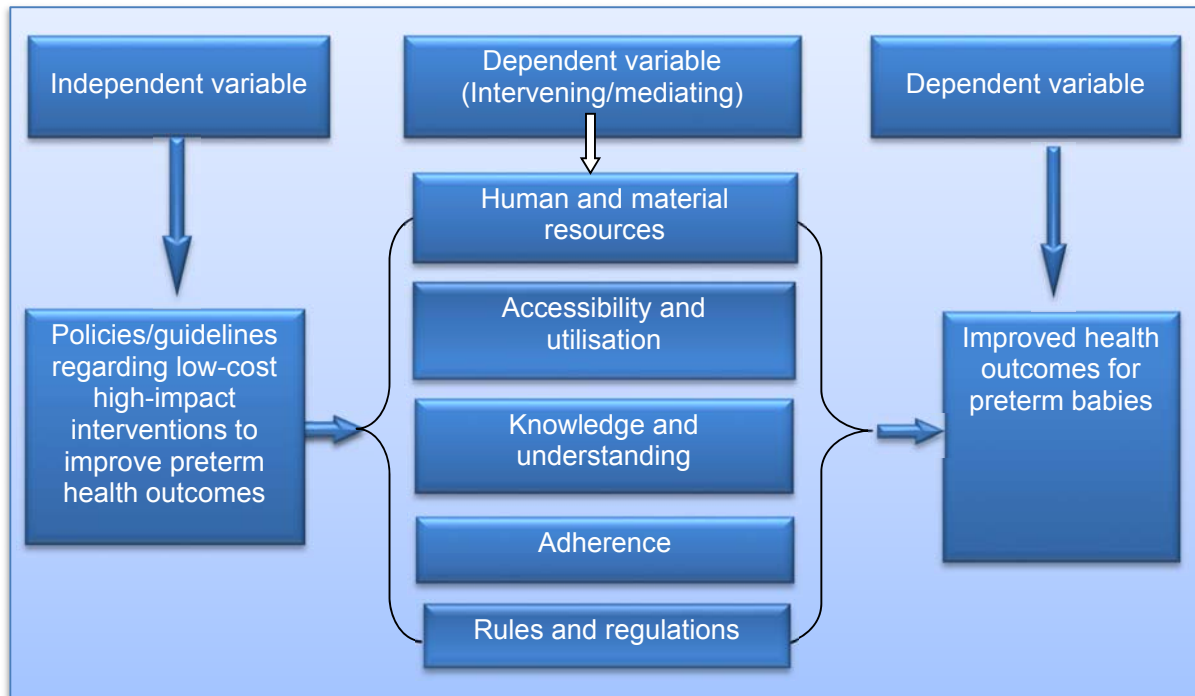 Independent variable
Dependent variable
(Intervening/mediating)
Dependent variable
Human and material
resources
Accessibility and
utilisation
Policies/guidelines
regarding low-cost
high-impact
interventions to
improve preterm
health outcomes
Improved health
outcomes for
preterm babies
Knowledge and
understanding
Adherence
Rules and regulations